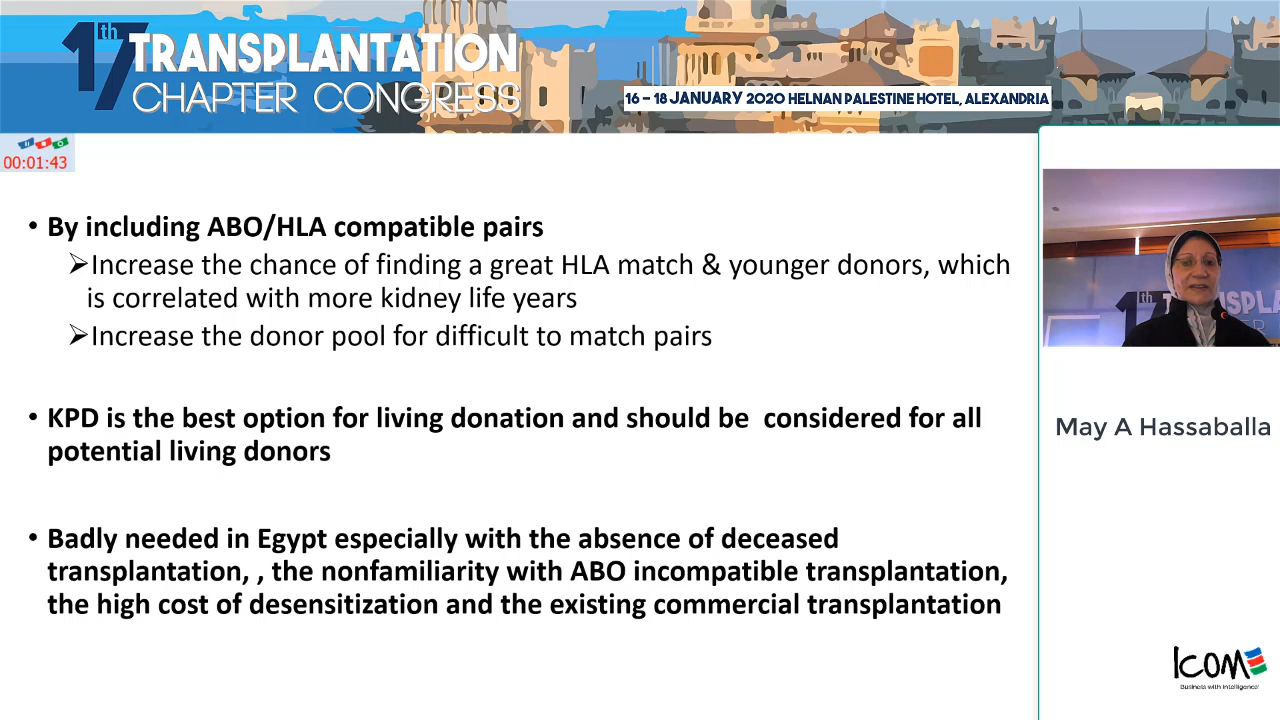 17th TRANSPLANTATION
CHAPTER CONGRESS
16 – 18 JANUARY 2020 HELNAN PALESTINE HOTEL, ALEXANDRIA
00:01:43
• By including ABO/HLA compatible pairs
➢Increase the chance of finding a great HLA match & younger donors, which
is correlated with more kidney life years
➢Increase the donor pool for difficult to match pairs
• KPD is the best option for living donation and should be  considered for all
potential living donors
• Badly needed in Egypt especially with the absence of deceased
transplantation, , the nonfamiliarity with ABO incompatible transplantation,
the high cost of desensitization and the existing commercial transplantation
17th
May A Hassaballa
ICOM
Business with Intelligence